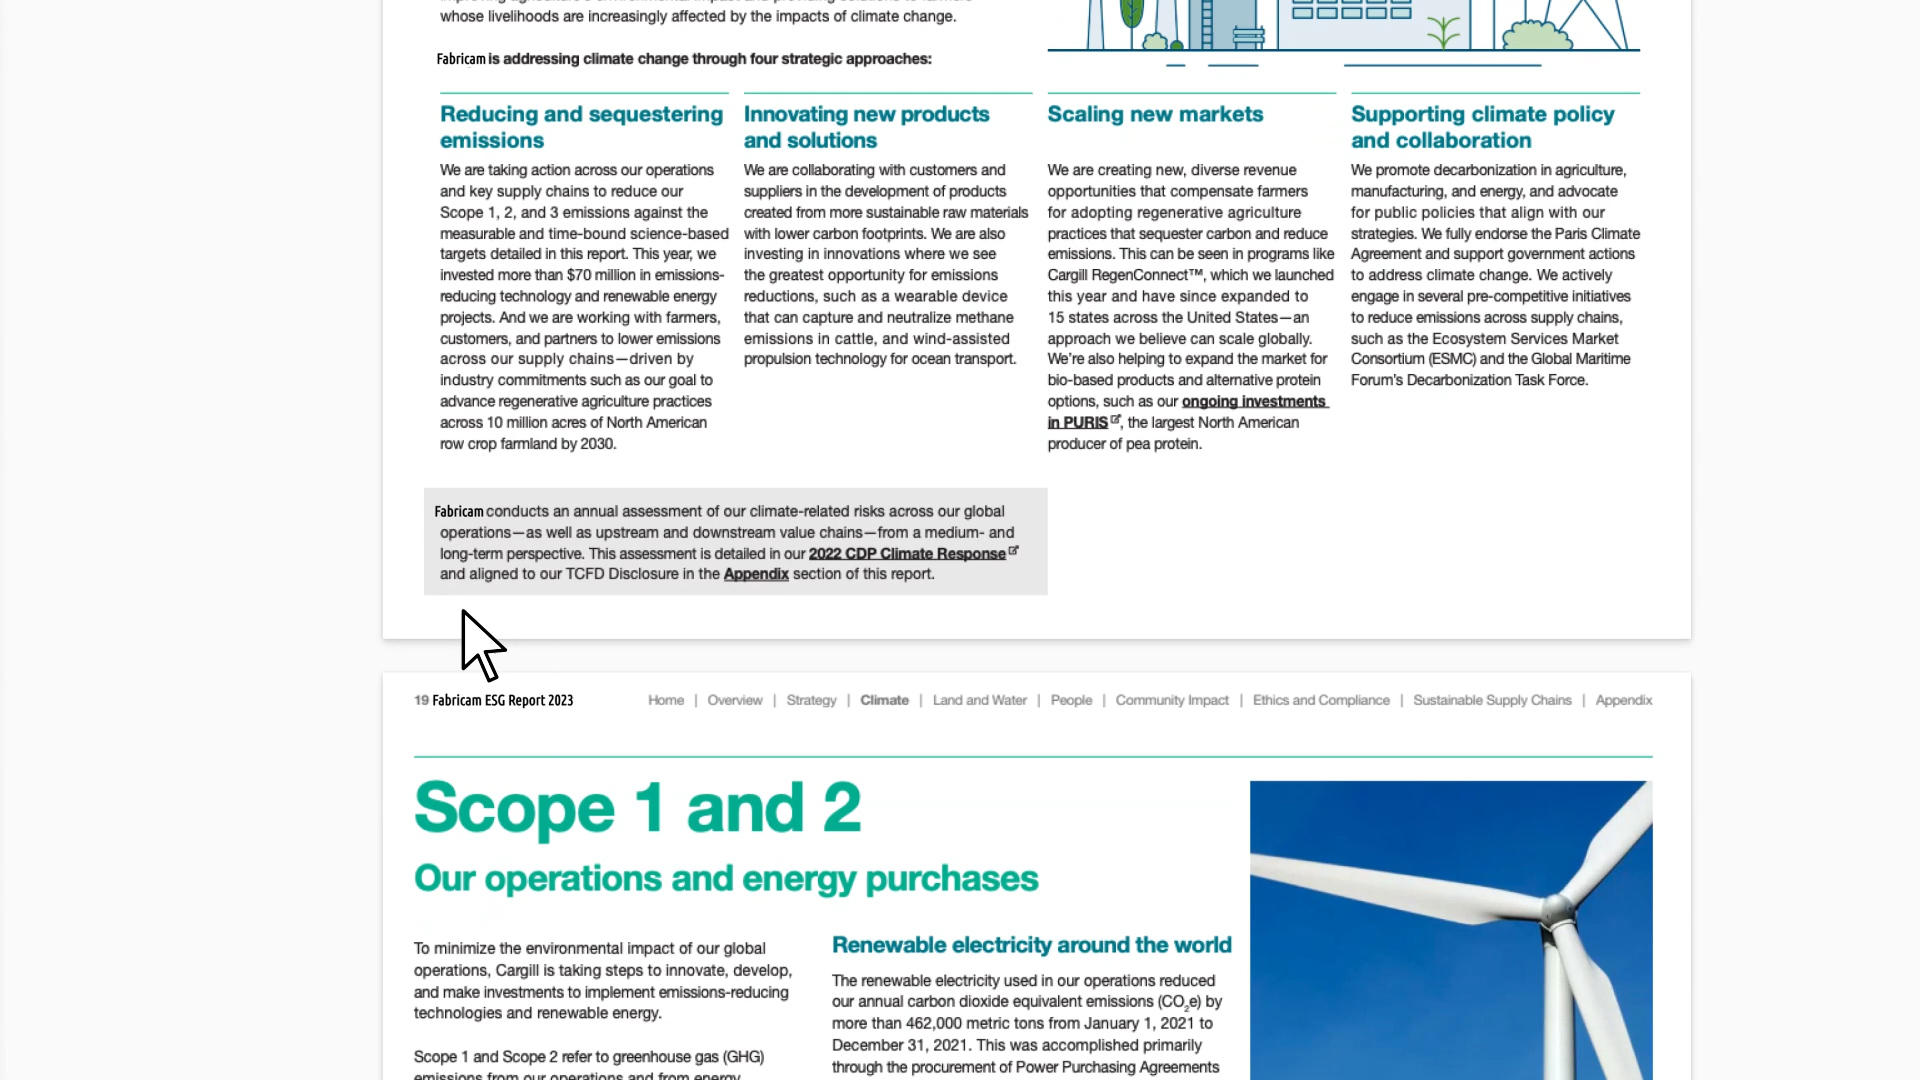 whose livelihoods are increasingly affected by the impacts of climate change.
Fabricam is addressing climate change through four strategic approaches:
Reducing and sequestering
emissions
We are taking action across our operations
and key supply chains to reduce our
Scope 1, 2, and 3 emissions against the
measurable and time-bound science-based
targets detailed in this report. This year, we
invested more than $70 million in emissions-
reducing technology and renewable energy
projects. And we are working with farmers,
customers, and partners to lower emissions
across our supply chains—driven by
industry commitments such as our goal to
advance regenerative agriculture practices
across 10 million acres of North American
row crop farmland by 2030.
Innovating new products
and solutions
We are collaborating with customers and
suppliers in the development of products
created from more sustainable raw materials
with lower carbon footprints. We are also
investing in innovations where we see
the greatest opportunity for emissions
reductions, such as a wearable device
that can capture and neutralize methane
emissions in cattle, and wind-assisted
propulsion technology for ocean transport.
Scaling new markets
We are creating new, diverse revenue
opportunities that compensate farmers
for adopting regenerative agriculture
practices that sequester carbon and reduce
emissions. This can be seen in programs like
Cargill RegenConnect™, which we launched
this year and have since expanded to
15 states across the United States—an
approach we believe can scale globally.
We're also helping to expand the market for
bio-based products and alternative protein
options, such as our ongoing investments
in PURIS, the largest North American
producer of pea protein.
Supporting climate policy
and collaboration
We promote decarbonization in agriculture,
manufacturing, and energy, and advocate
for public policies that align with our
strategies. We fully endorse the Paris Climate
Agreement and support government actions
to address climate change. We actively
engage in several pre-competitive initiatives
to reduce emissions across supply chains,
such as the Ecosystem Services Market
Consortium (ESMC) and the Global Maritime
Forum's Decarbonization Task Force.
Fabricam conducts an annual assessment of our climate-related risks across our global
operations—as well as upstream and downstream value chains—from a medium- and
long-term perspective. This assessment is detailed in our 2022 CDP Climate Response
and aligned to our TCFD Disclosure in the Appendix section of this report.
19 Fabricam ESG Report 2023
Home | Overview | Strategy | Climate | Land and Water | People | Community Impact | Ethics and Compliance | Sustainable Supply Chains | Appendix
Scope 1 and 2
Our operations and energy purchases
To minimize the environmental impact of our global
operations, Cargill is taking steps to innovate, develop,
and make investments to implement emissions-reducing
technologies and renewable energy.
Scope 1 and Scope 2 refer to greenhouse gas (GHG)
emissions from our operations and from energy
Renewable electricity around the world
The renewable electricity used in our operations reduced
our annual carbon dioxide equivalent emissions (CO₂e) by
more than 462,000 metric tons from January 1, 2021 to
December 31, 2021. This was accomplished primarily
through the procurement of Power Purchasing Agreements